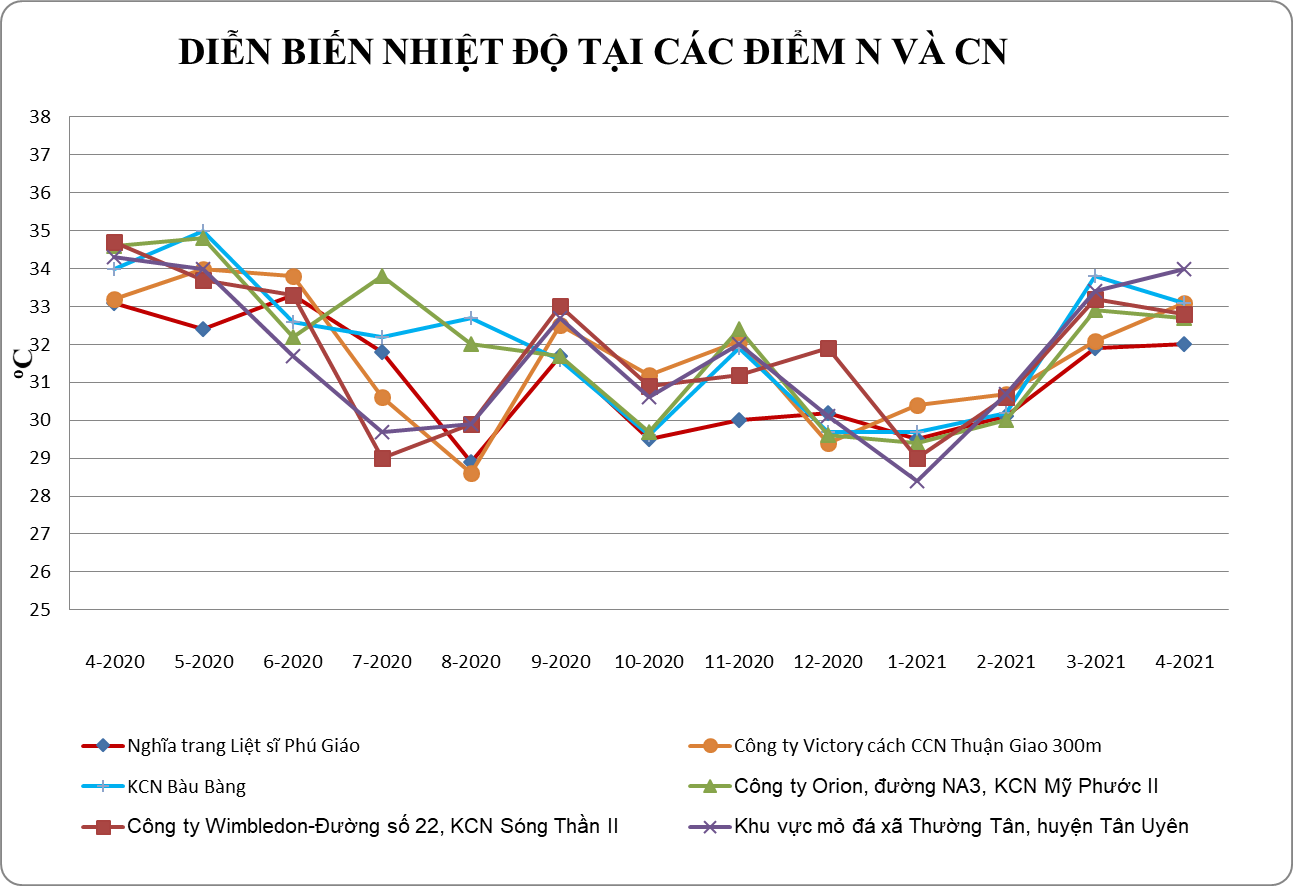 DIỄN BIẾN NHIỆT ĐỘ TẠI CÁC ĐIỂM N VÀ CN
38
37
36
35
34
33
32
31
30
29
28
27
26
25
ºC
4-2020 5-2020 6-2020 7-2020 8-2020 9-2020 10-2020 11-2020 12-2020 1-2021 2-2021 3-2021 4-2021
Nghĩa trang Liệt sĩ Phú Giáo
Công ty Victory cách CCN Thuận Giao 300m
KCN Bàu Bàng
Công ty Orion, đường NA3, KCN Mỹ Phước II
Công ty Wimbledon-Đường số 22, KCN Sóng Thần II
Khu vực mỏ đá xã Thường Tân, huyện Tân Uyên